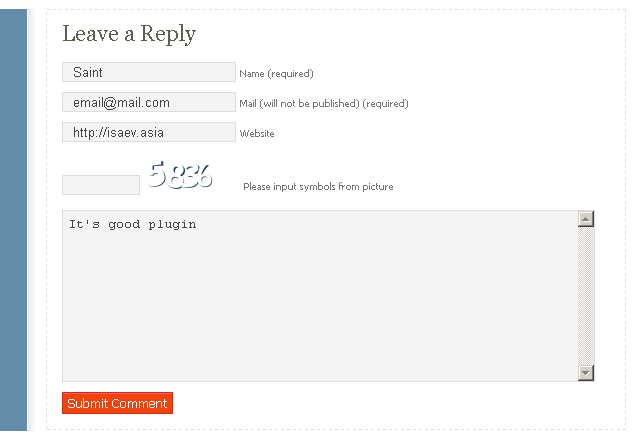 Leave a Reply
Saint Name (required)
email@mail.com Mail (will not be published) (required)
http://isaev.asia Website
5836 Please input symbols from picture
It's good plugin
Submit Comment